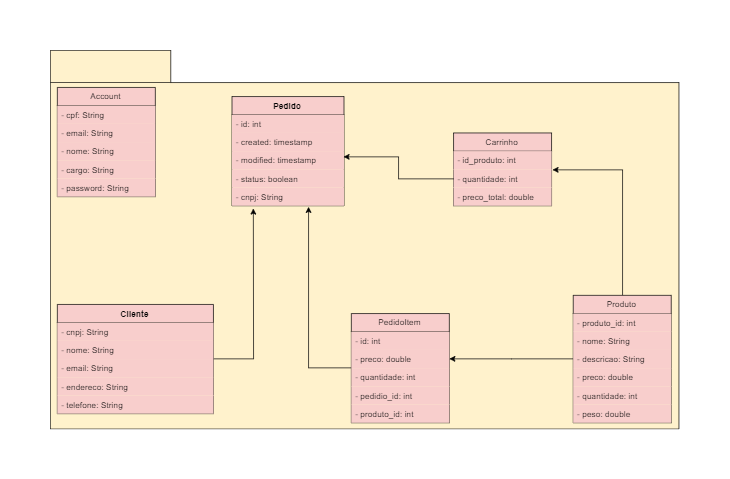 Account
- cpf: String
- email: String
- nome: String
- cargo: String
- password: String
Pedido
- id: int
- created: timestamp
- modified: timestamp
- status: boolean
- cnpj: String
Carrinho
- id_produto: int
- quantidade: int
- preco_total: double
Cliente
- cnpj: String
- nome: String
- email: String
- endereco: String
- telefone: String
PedidoItem
- id: int
- preco: double
- quantidade: int
- pedidio_id: int
- produto_id: int
Produto
- produto_id: int
- nome: String
- descricao: String
- preco: double
- quantidade: int
- peso: double